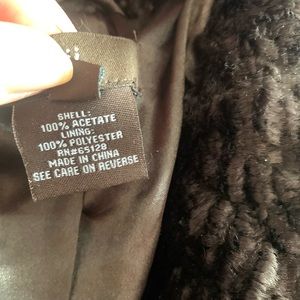 SHELL:
100% ACETATE
LINING:
100% POLYESTER
RN#65128
MADE IN CHINA
SEE CARE ON REVERSE